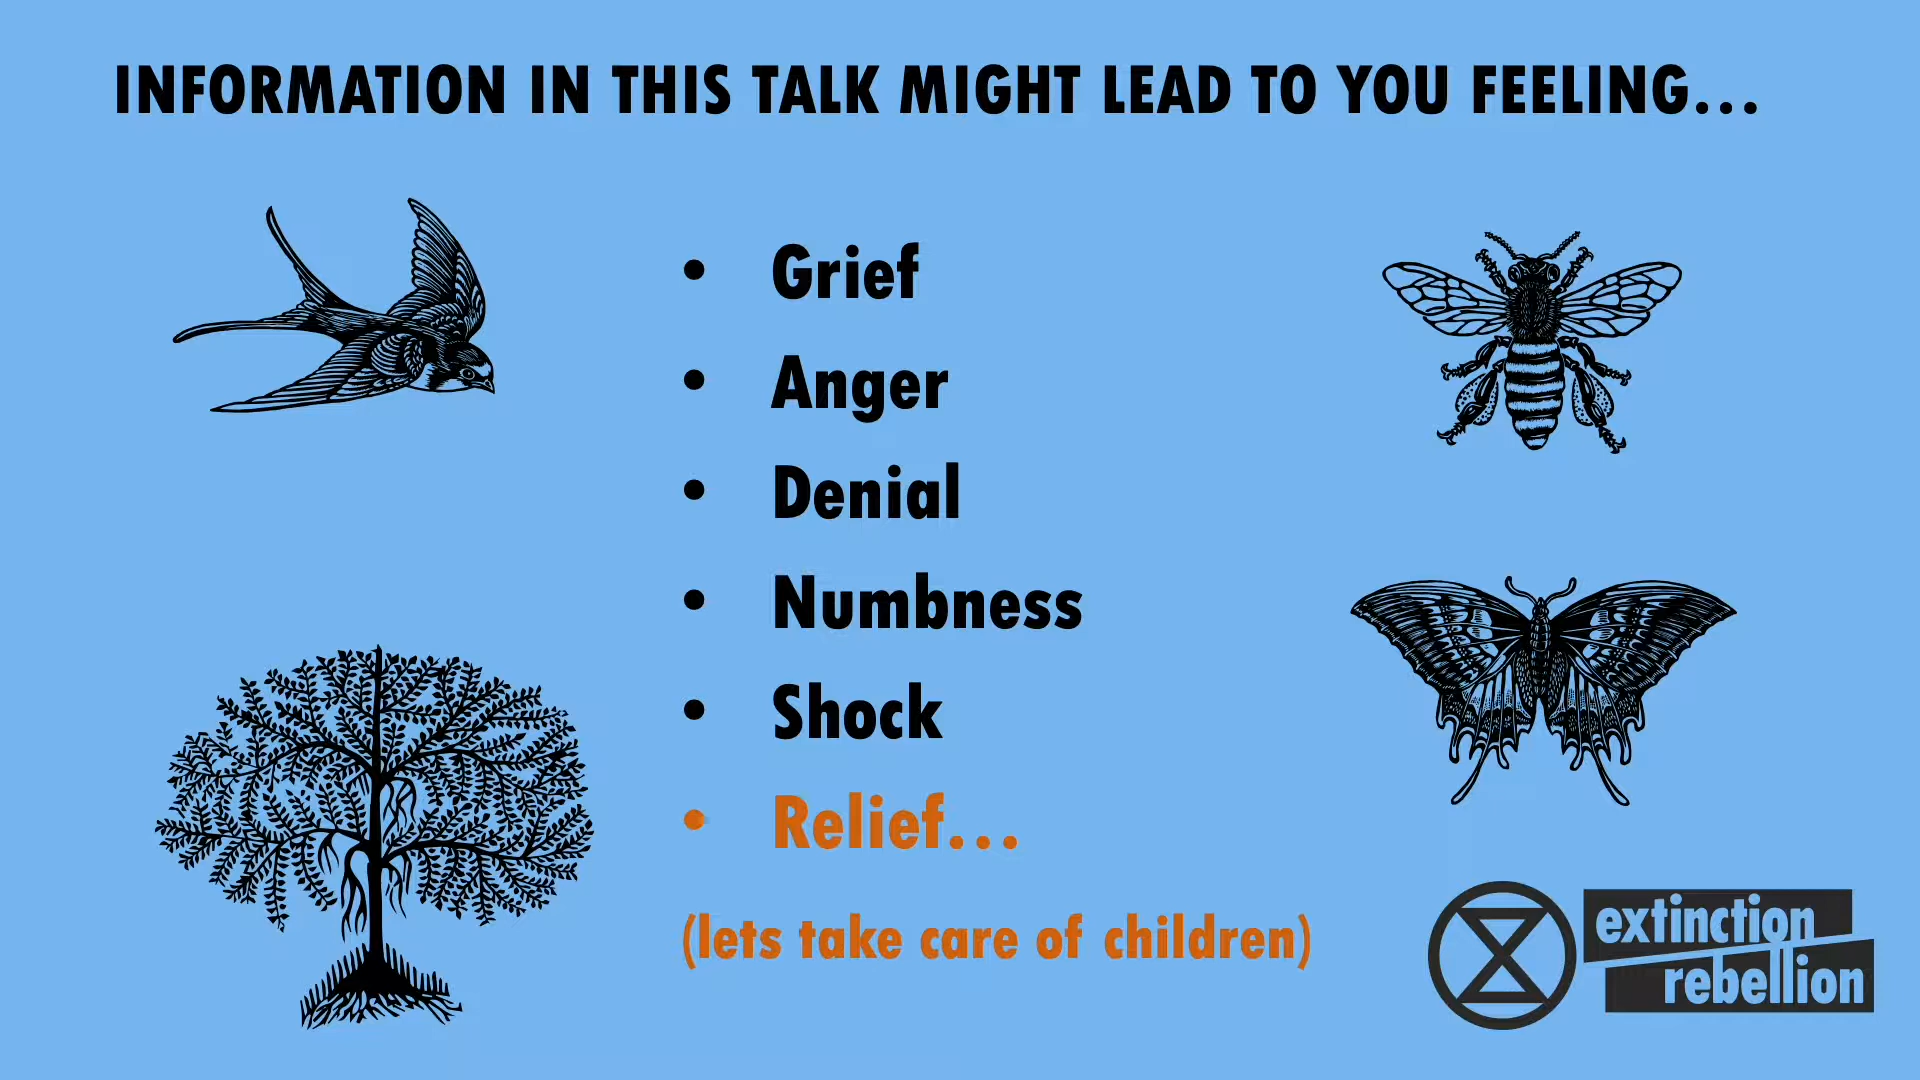 INFORMATION IN THIS TALK MIGHT LEAD TO YOU FEELING...
• Grief
• Anger
• Denial
• Numbness
• Shock
• Relief...
(lets take care of children)
extinction
rebellion